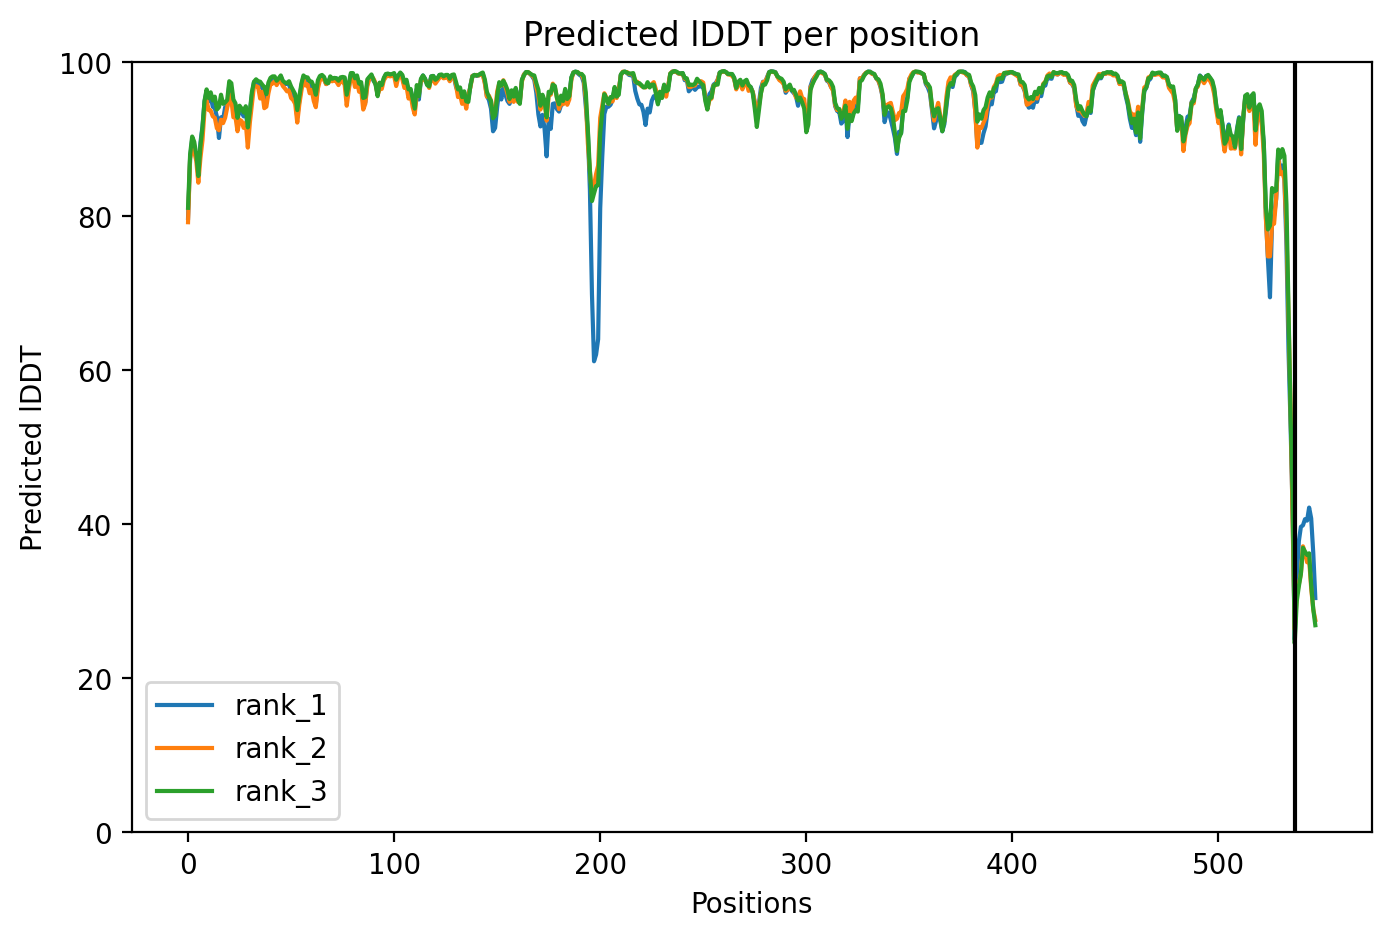 Predicted lDDT per position
100
80
60
40
20
0
Predicted lDDT
rank_1
rank_2
rank_3
0 100 200 300 400 500
Positions